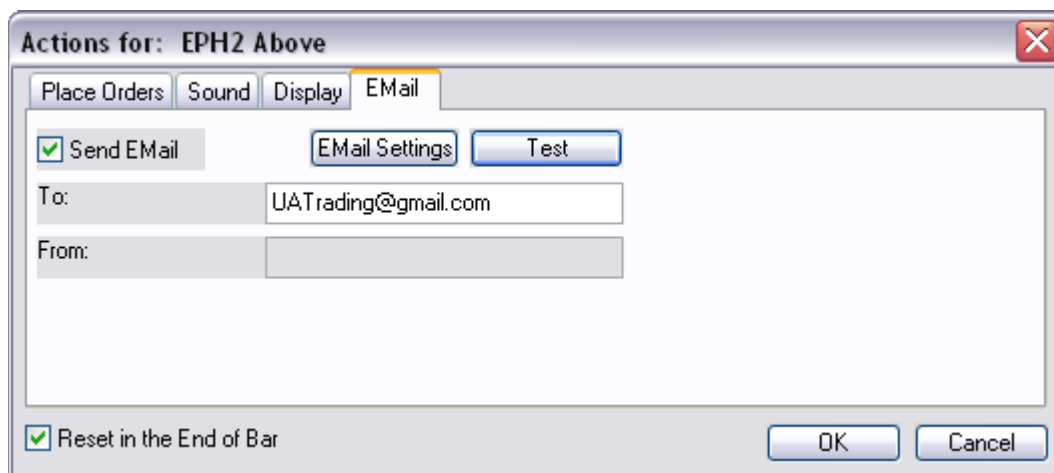 Actions for: EPH2 Above
Place Orders Sound Display EMail
Send EMail EMail Settings Test
To: UATrading@gmail.com
From:
Reset in the End of Bar OK Cancel